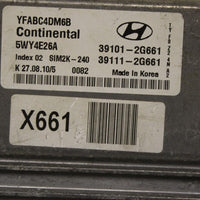 YFABC4DM6B
Continental HYUNDAI
5WY4E26A 39101-2G661
Index 02 SIM2K-240 39111-2G661
K 27.08.10/5 0082 Made in Korea
X661